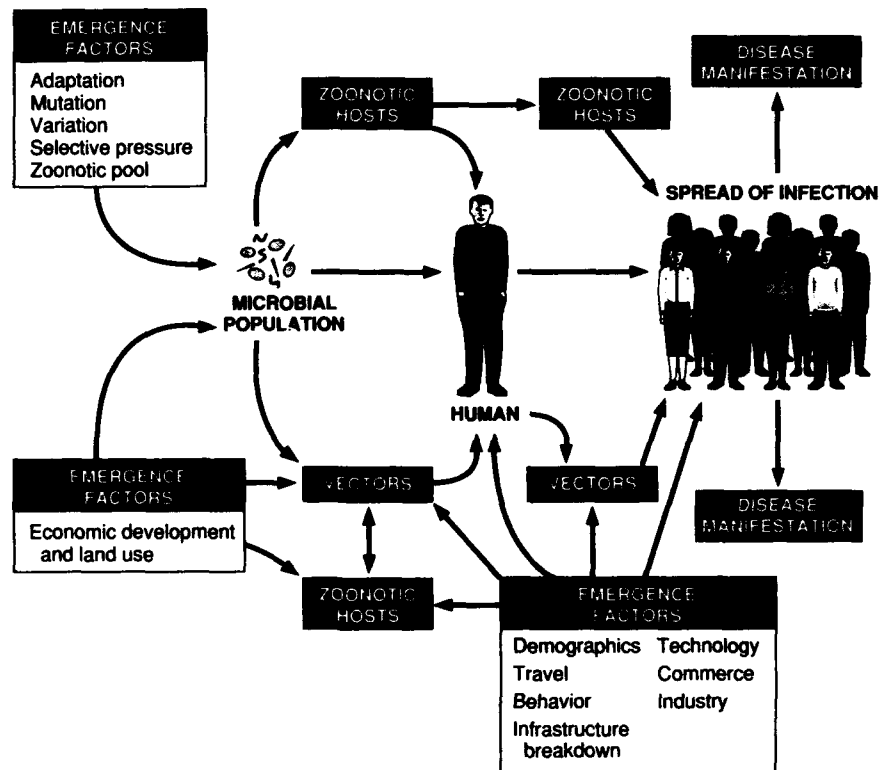 EMERGENCE
FACTORS
Adaptation
Mutation
Variation
Selective pressure
Zoonotic pool
ZOONOTIC
HOSTS
ZOONOTIC
HOSTS
DISEASE
MANIFESTATION
SPREAD OF INFECTION
MICROBIAL
POPULATION
HUMAN
EMERGENCE
FACTORS
Economic development
and land use
VECTORS
VECTORS
DISEASE
MANIFESTATION
ZOONOTIC
HOSTS
EMERGENCE
FACTORS
Demographics
Travel
Behavior
Infrastructure
breakdown
Technology
Commerce
Industry